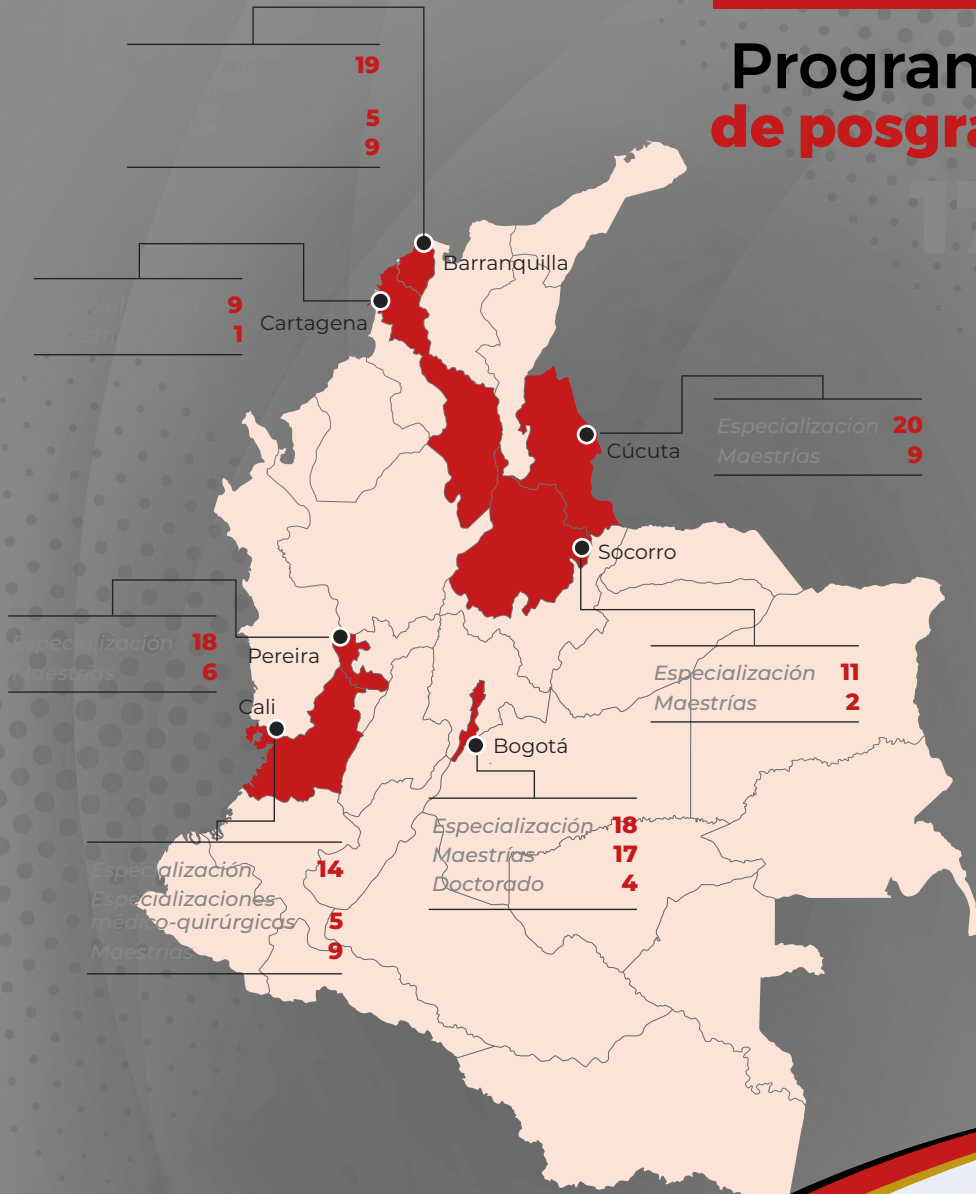 Program
de posgra
17
19
5
9
Barranquilla
9
1
Cartagena
Especialización 20
Maestrías 9
Cúcuta
Socorro
Especialización 18
Maestrías 6
Pereira
Especialización 11
Maestrías 2
Cali
Bogotá
Especialización 18
Maestrías 17
Doctorado 4
Especialización 14
Especializaciones
médico-quirúrgicas 5
Maestrías 9